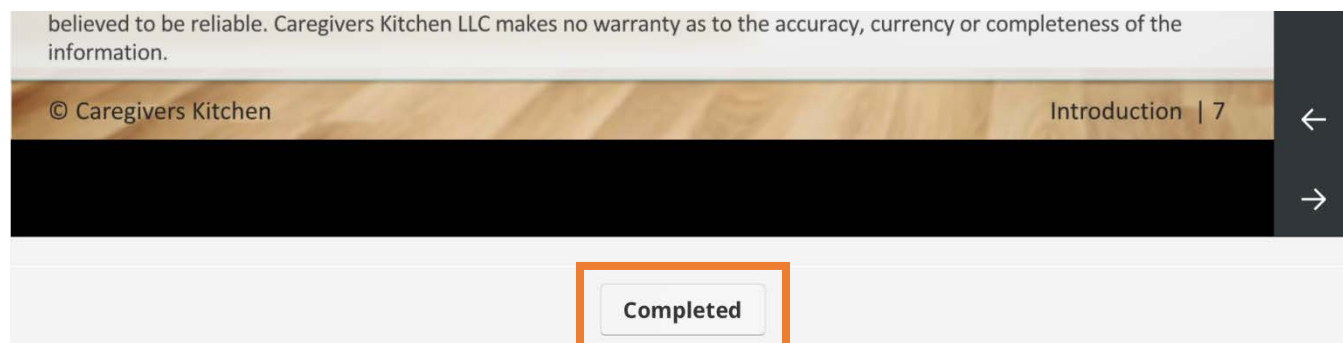 believed to be reliable. Caregivers Kitchen LLC makes no warranty as to the accuracy, currency or completeness of the
information.
© Caregivers Kitchen
Introduction | 7
Completed